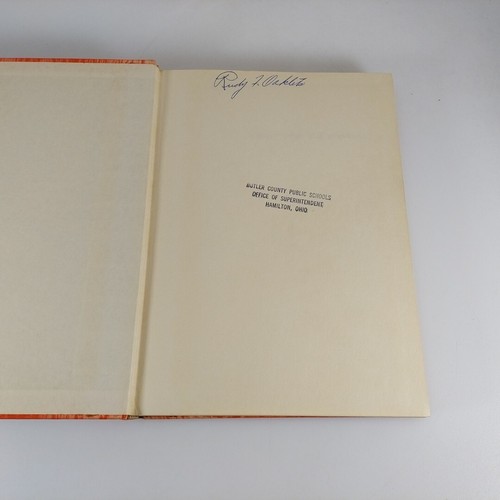 Rudy
BUTLER COUNTY PUBLIC SCHOOLS
OFFICE OF SUPERINTENDENT
HAMILTON, OHIO